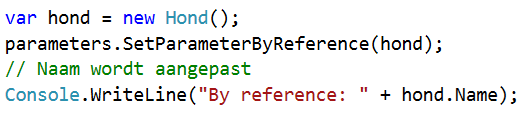 var hond = new Hond();
parameters.SetParameterByReference(hond);
// Naam wordt aangepast
Console.WriteLine("By reference: " + hond.Name);